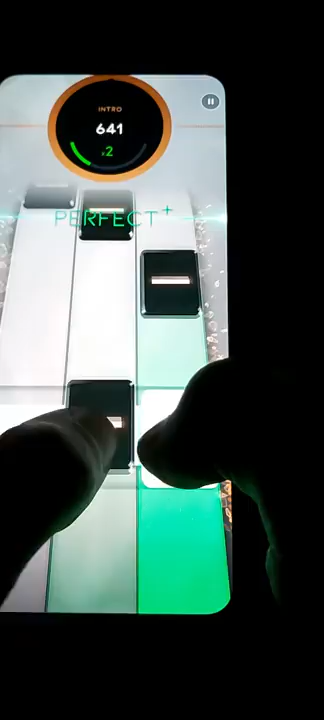 INTRO
641
x2
PERFECT+